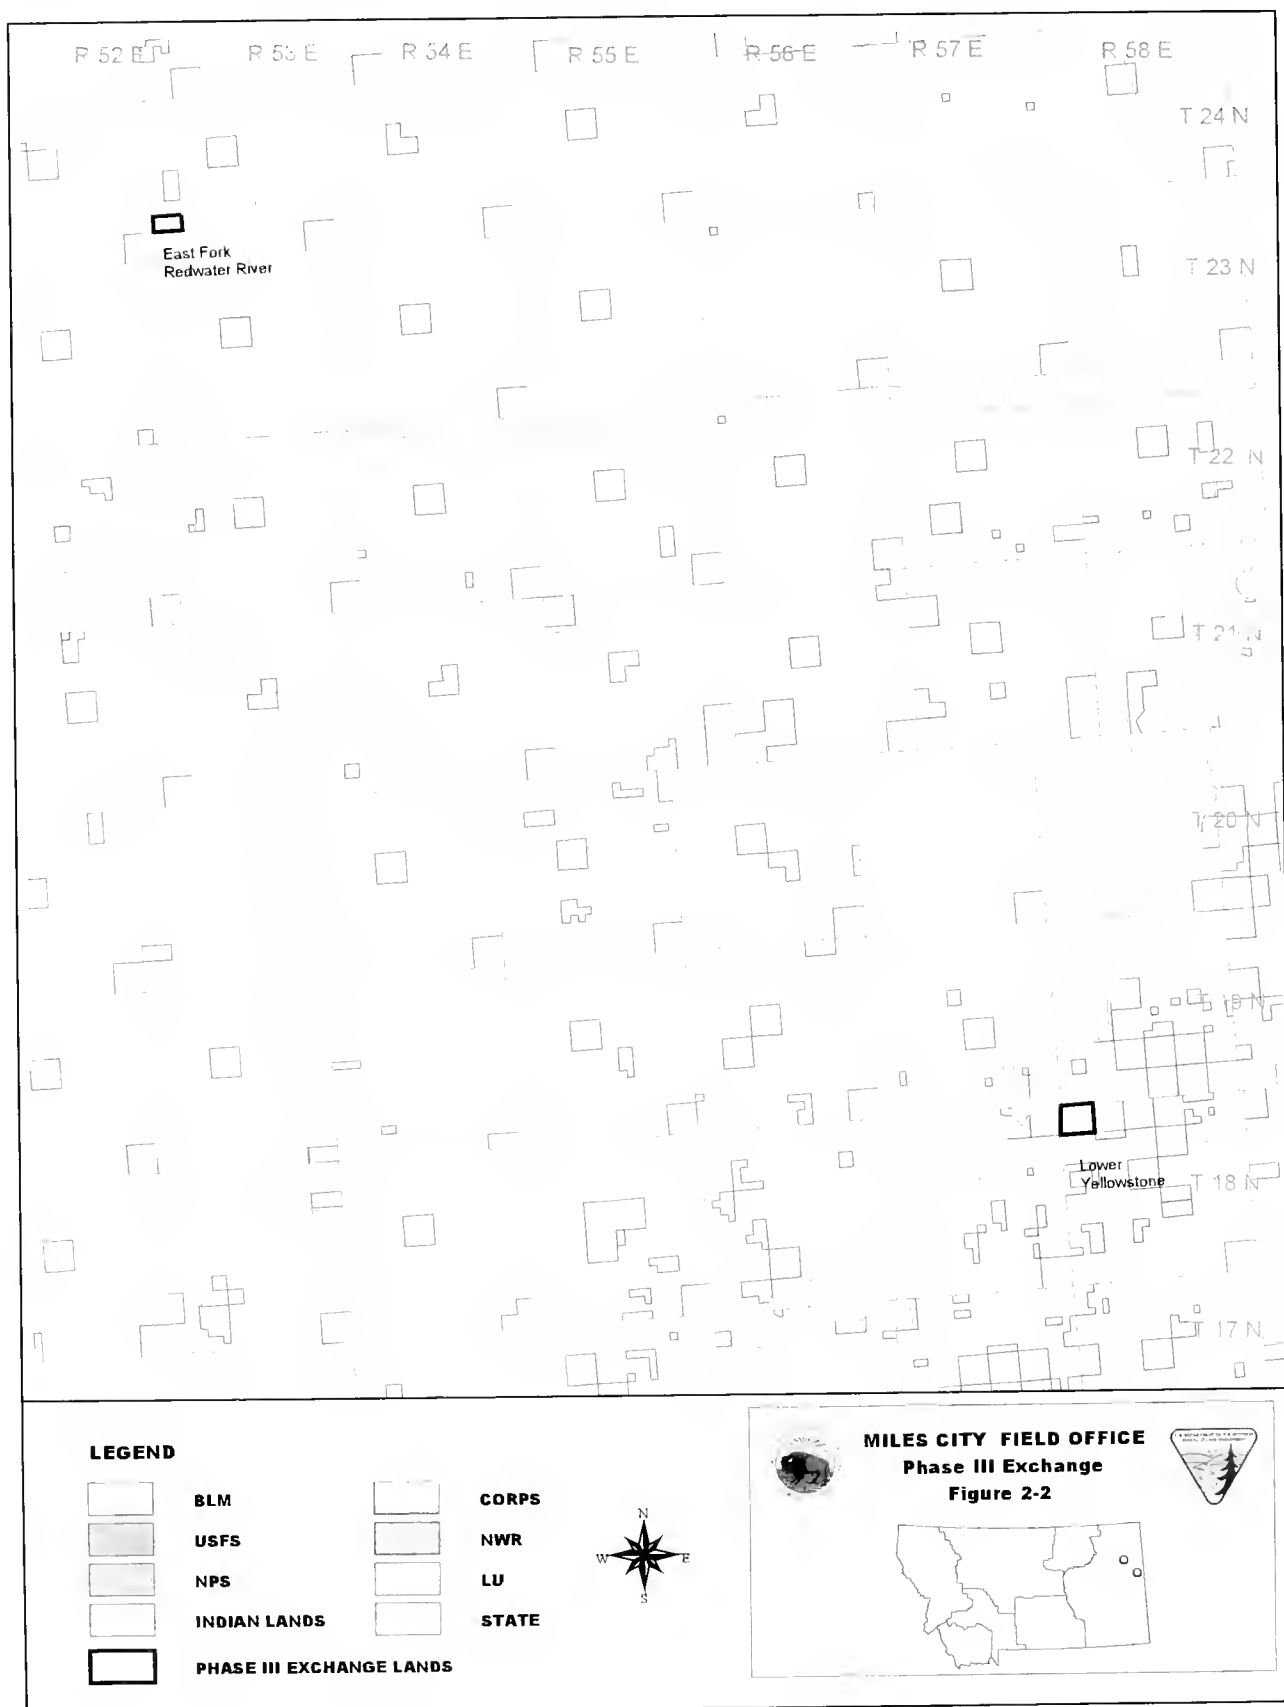 R 52 E
R 53 E
R 54 E
R 55 E
R 56 E
R 57 E
R 58 E
T 24 N
East Fork
Redwater River
T 23 N
T 22 N
T 21 N
T 20 N
T 19 N
Lower
Yellowstone
T 18 N
T 17 N
LEGEND
BLM
USFS
NPS
INDIAN LANDS
PHASE III EXCHANGE LANDS
CORPS
NWR
LU
STATE
N
W
E
S
MILES CITY FIELD OFFICE
Phase III Exchange
Figure 2-2